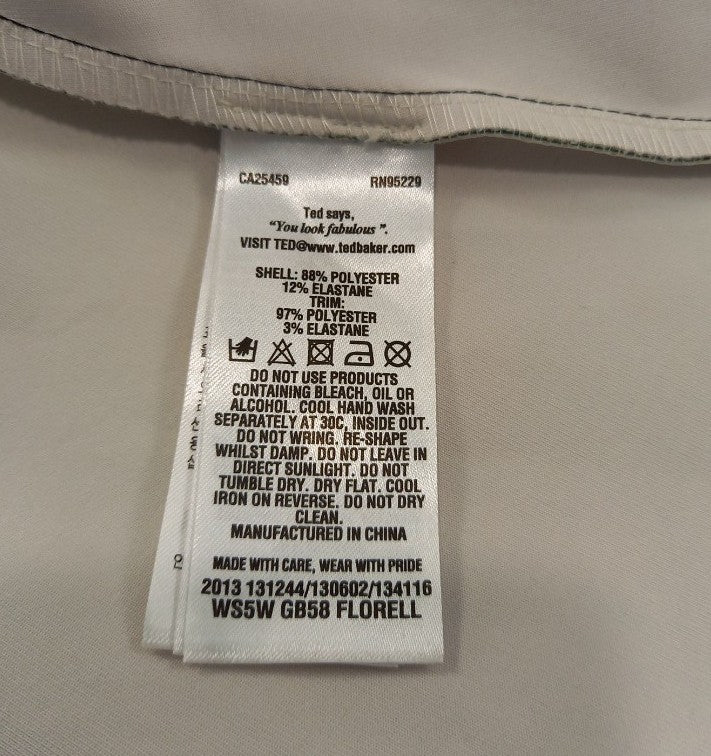 CA25459 RN95229
Ted says,
"You look fabulous".
VISIT TED@www.tedbaker.com
SHELL: 88% POLYESTER
12% ELASTANE
TRIM:
97% POLYESTER
3% ELASTANE
DO NOT USE PRODUCTS
CONTAINING BLEACH, OIL OR
ALCOHOL. COOL HAND WASH
SEPARATELY AT 30C, INSIDE OUT.
DO NOT WRING. RE-SHAPE
WHILST DAMP. DO NOT LEAVE IN
DIRECT SUNLIGHT. DO NOT
TUMBLE DRY. DRY FLAT. COOL
IRON ON REVERSE. DO NOT DRY
CLEAN.
MANUFACTURED IN CHINA
MADE WITH CARE, WEAR WITH PRIDE
2013 131244/130602/134116
WS5W GB58 FLORELL